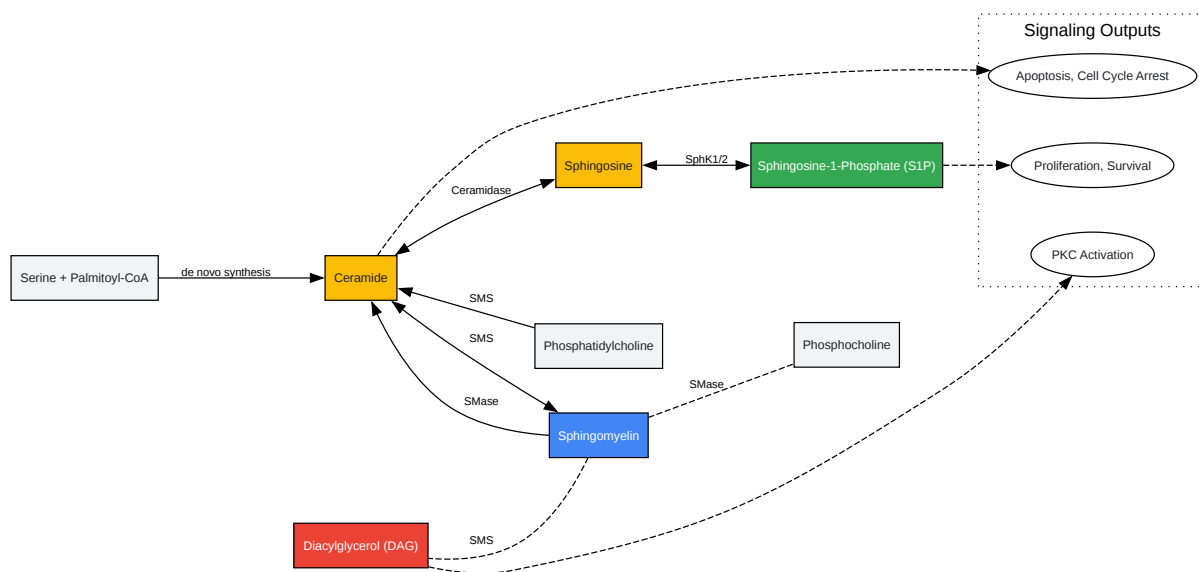 Signaling Outputs
Apoptosis, Cell Cycle Arrest
Sphingosine
SphK1/2
Sphingosine-1-Phosphate (S1P)
Proliferation, Survival
Ceramidase
PKC Activation
Serine + Palmitoyl-CoA
de novo synthesis
Ceramide
SMS
Phosphatidylcholine
Phosphocholine
SMS
SMase
SMase
Sphingomyelin
Diacylglycerol (DAG)
SMS